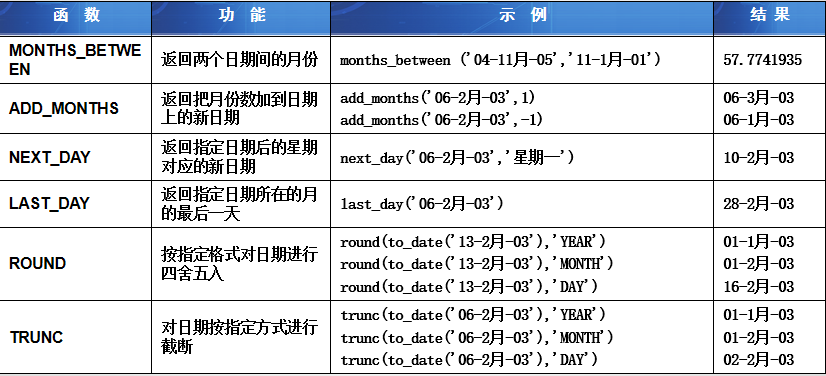 函 数 功 能 示 例 结 果
MONTHS_BETWE
EN
返回两个日期间的月份
months_between ('04-11月-05','11-1月-01')
57.7741935
ADD_MONTHS
返回把月份数加到日期
上的新日期
add_months('06-2月-03',1)
add_months('06-2月-03',-1)
06-3月-03
06-1月-03
NEXT_DAY
返回指定日期后的星期
对应的新日期
next_day('06-2月-03','星期一')
10-2月-03
LAST_DAY
返回指定日期所在的月
的最后一天
last_day('06-2月-03')
28-2月-03
ROUND
按指定格式对日期进行
四舍五入
round(to_date('13-2月-03'),'YEAR')
round(to_date('13-2月-03'),'MONTH')
round(to_date('13-2月-03'),'DAY')
01-1月-03
01-2月-03
16-2月-03
TRUNC
对日期按指定方式进行
截断
trunc(to_date('06-2月-03'),'YEAR')
trunc(to_date('06-2月-03'),'MONTH')
trunc(to_date('06-2月-03'),'DAY')
01-1月-03
01-2月-03
02-2月-03